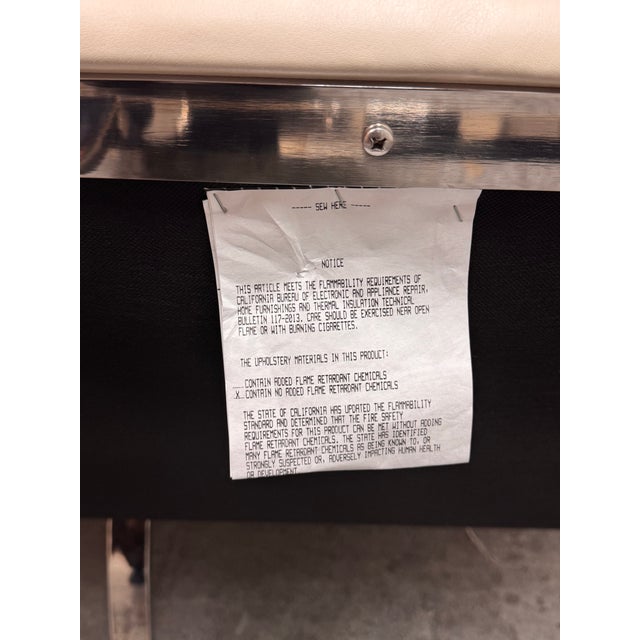 ----- SEW HERE -----
NOTICE
THIS ARTICLE MEETS THE FLAMMABILITY REQUIREMENTS OF
CALIFORNIA BUREAU OF ELECTRONIC AND APPLIANCE REPAIR,
HOME FURNISHINGS AND THERMAL INSULATION TECHNICAL
BULLETIN 117-2013. CARE SHOULD BE EXERCISED NEAR OPEN
FLAME OR WITH BURNING CIGARETTES.
THE UPHOLSTERY MATERIALS IN THIS PRODUCT:
__CONTAIN ADDED FLAME RETARDANT CHEMICALS
X__CONTAIN NO ADDED FLAME RETARDANT CHEMICALS
THE STATE OF CALIFORNIA HAS UPDATED THE FLAMMABILITY
STANDARD AND DETERMINED THAT THE FIRE SAFETY
REQUIREMENTS FOR THIS PRODUCT CAN BE MET WITHOUT ADDING
FLAME RETARDANT CHEMICALS. THE STATE HAS IDENTIFIED
MANY FLAME RETARDANT CHEMICALS AS BEING KNOWN TO, OR
STRONGLY SUSPECTED OF, ADVERSELY IMPACTING HUMAN HEALTH
OR DEVELOPMENT